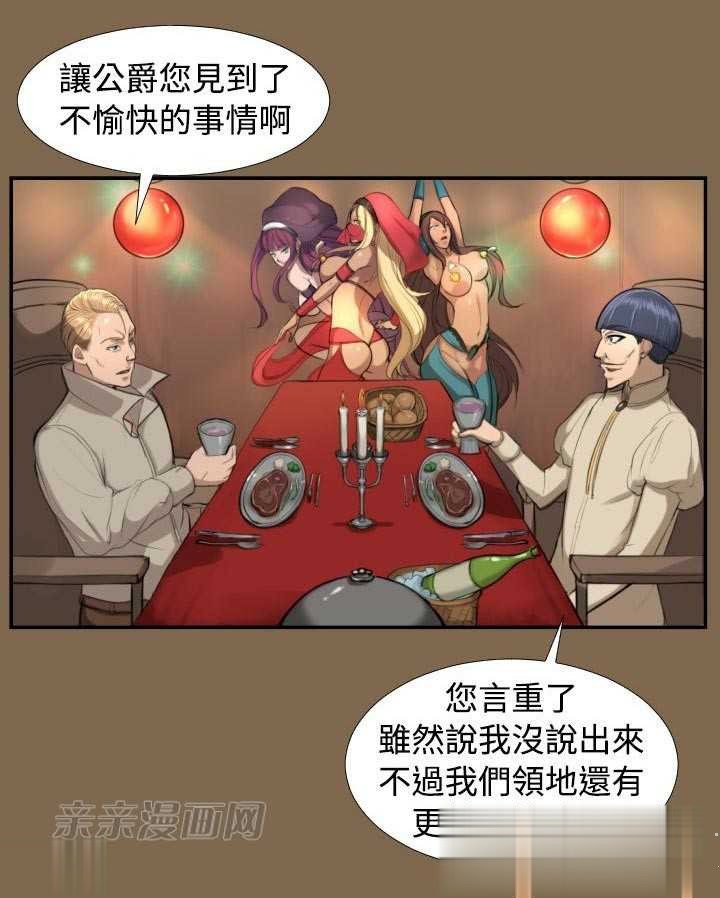 讓公爵您見到了
不愉快的事情啊
您言重了
雖然說我沒說出來
不過我們領地還有
更
亲亲漫画网